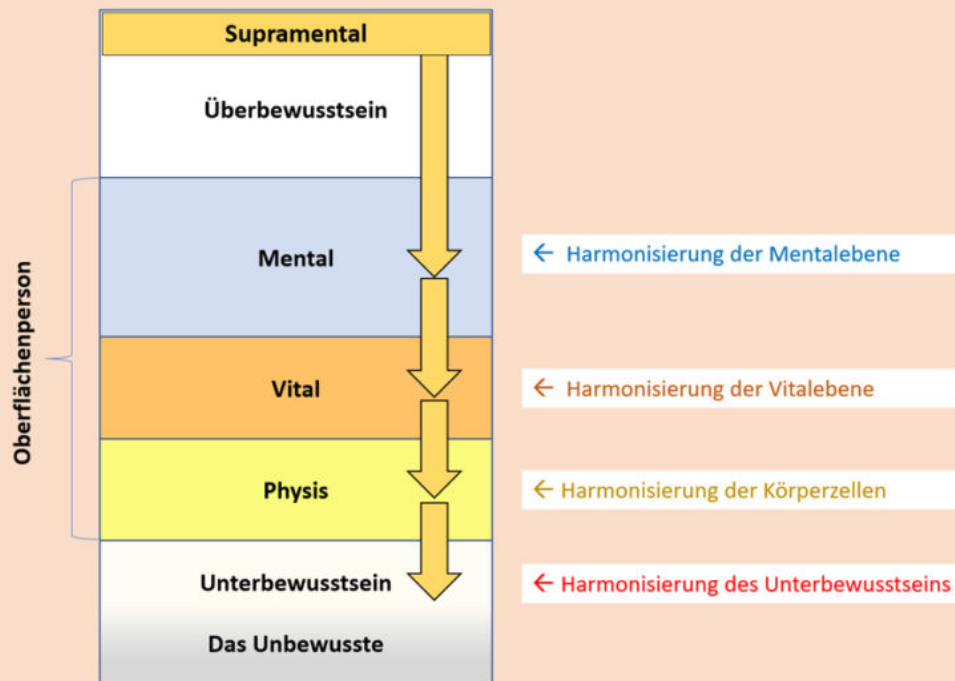 Supramental
Überbewusstsein
Oberflächenperson
Mental
← Harmonisierung der Mentalebene
Vital
← Harmonisierung der Vitalebene
Physis
← Harmonisierung der Körperzellen
Unterbewusstsein
← Harmonisierung des Unterbewusstseins
Das Unbewusste